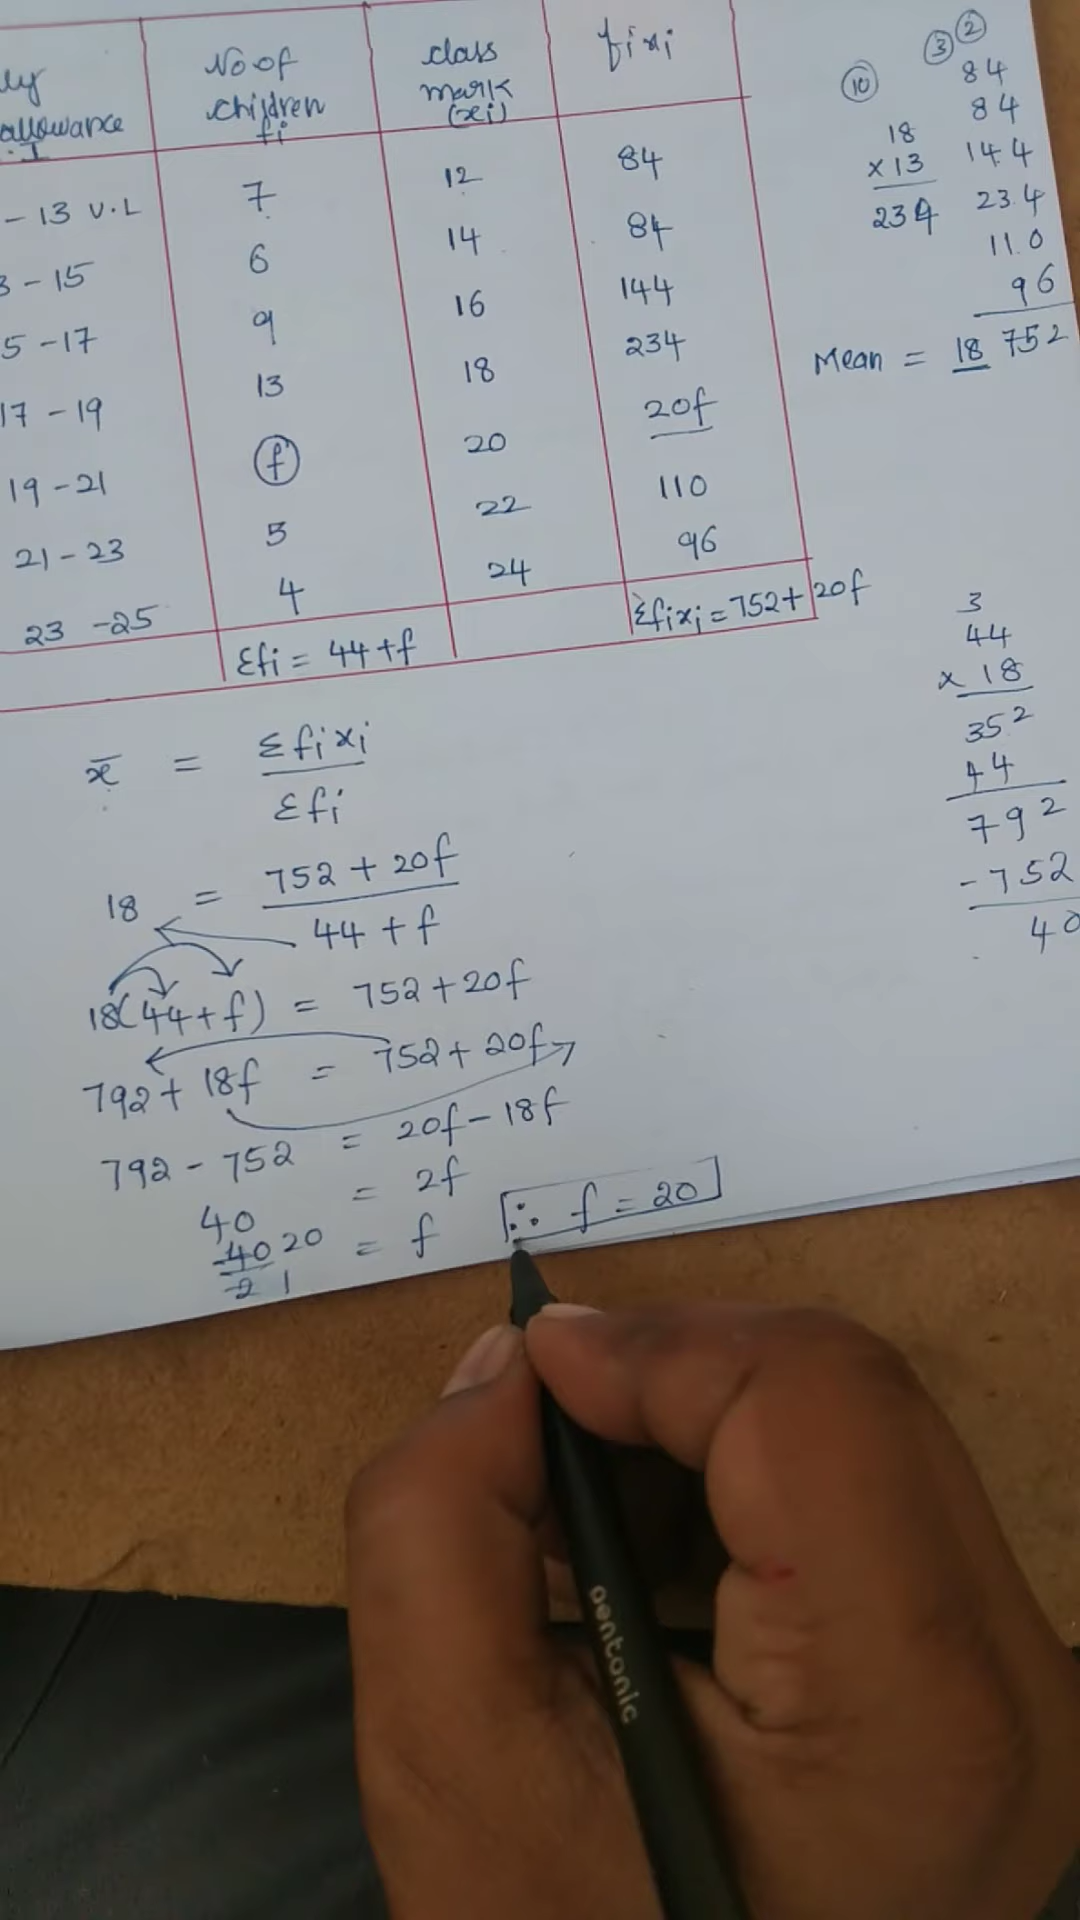 No of children fi
class mark (xi)
fixi
allowance
- 13 U.L 7 12 84
- 15 6 14 84
5 - 17 9 16 144
17 - 19 13 18 234
19 - 21 f 20 20f
21 - 23 5 22 110
23 - 25 4 24 96
Σfi = 44 + f Σfixi = 752 + 20f
x̄ = Σfixi / Σfi
18 = 752 + 20f / 44 + f
18(44+f) = 752 + 20f
792 + 18f = 752 + 20f
792 - 752 = 20f - 18f
40 = 2f
40 20 / 2 1 = f ∴ f = 20
10
18
×13
234
3 2
84
84
144
234
110
96
752
Mean = 18
3
44
× 18
352
44
792
-752
40
pentonic